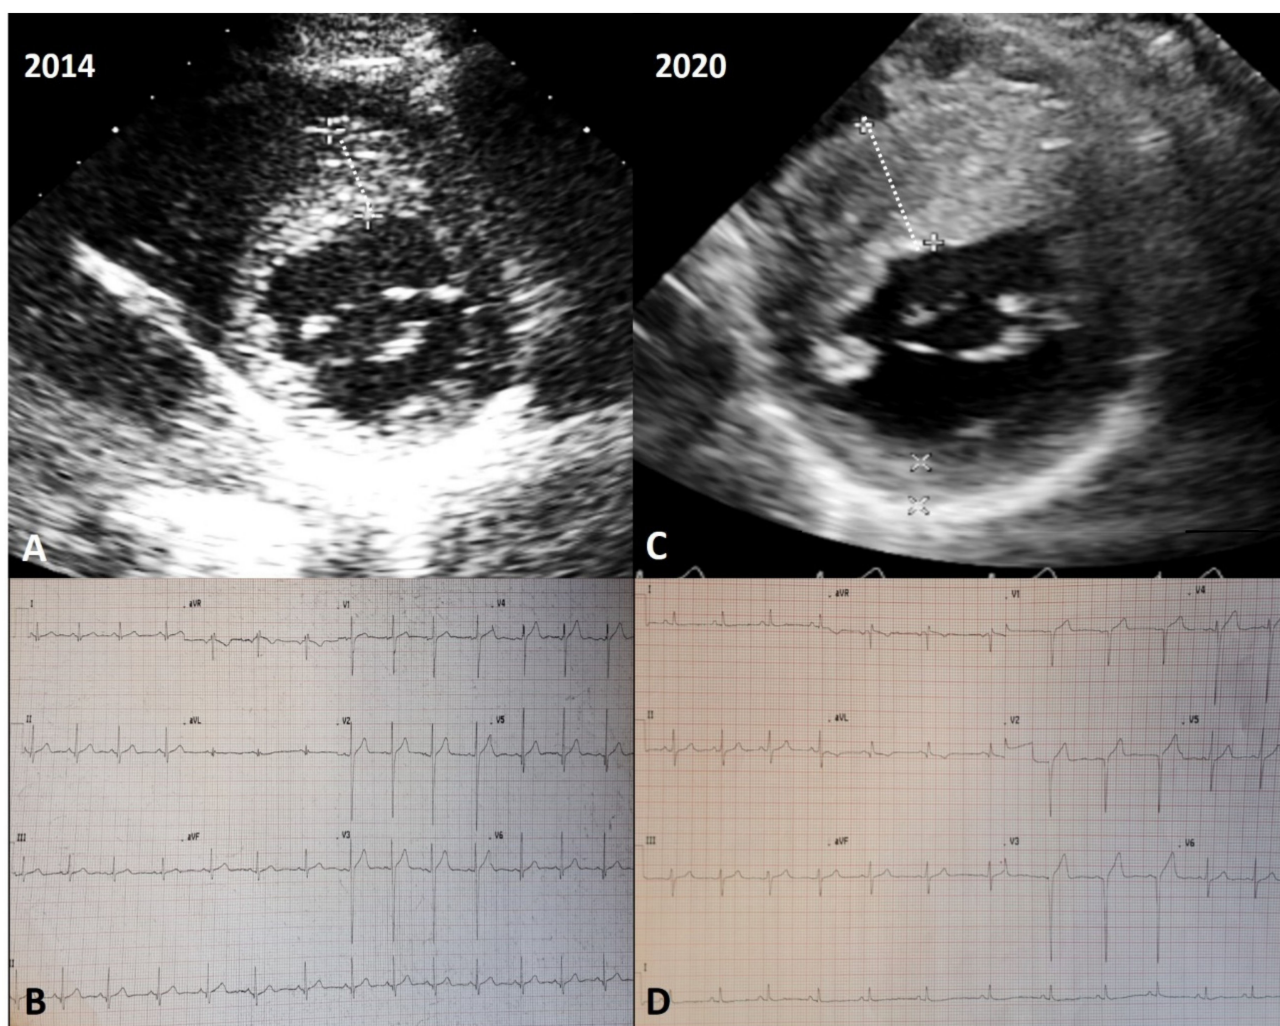 2014
2020
A
C
I aVR V1 V4
II aVL V2 V5
III aVF V3 V6
II
B
I aVR V1 V4
II aVL V2 V5
III aVF V3 V6
I
D